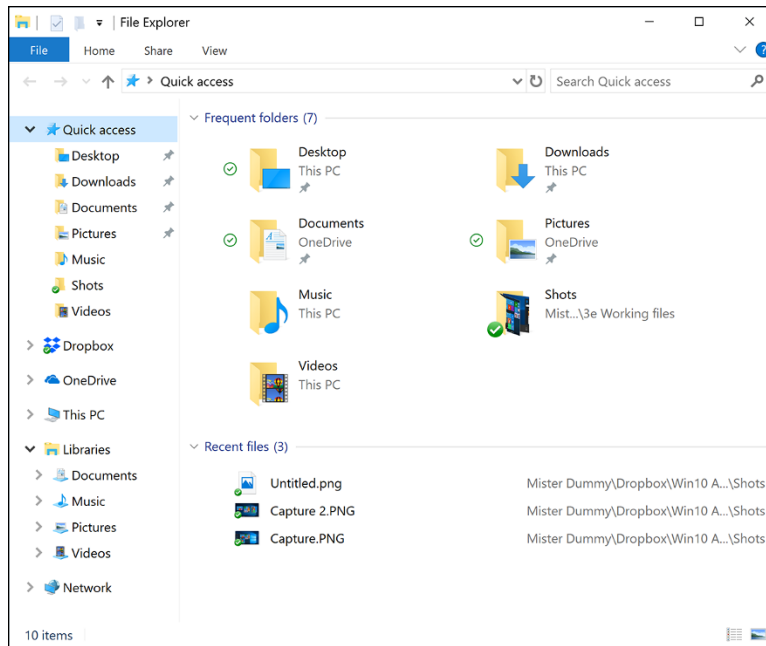 File Explorer
File Home Share View
Quick access
Search Quick access
Quick access
Desktop
Downloads
Documents
Pictures
Music
Shots
Videos
Dropbox
OneDrive
This PC
Libraries
Documents
Music
Pictures
Videos
Network
Frequent folders (7)
Desktop
This PC
Downloads
This PC
Documents
OneDrive
Pictures
OneDrive
Music
This PC
Shots
Mist...\3e Working files
Videos
This PC
Recent files (3)
Untitled.png Mister Dummy\Dropbox\Win10 A...\Shots
Capture 2.PNG Mister Dummy\Dropbox\Win10 A...\Shots
Capture.PNG Mister Dummy\Dropbox\Win10 A...\Shots
10 items